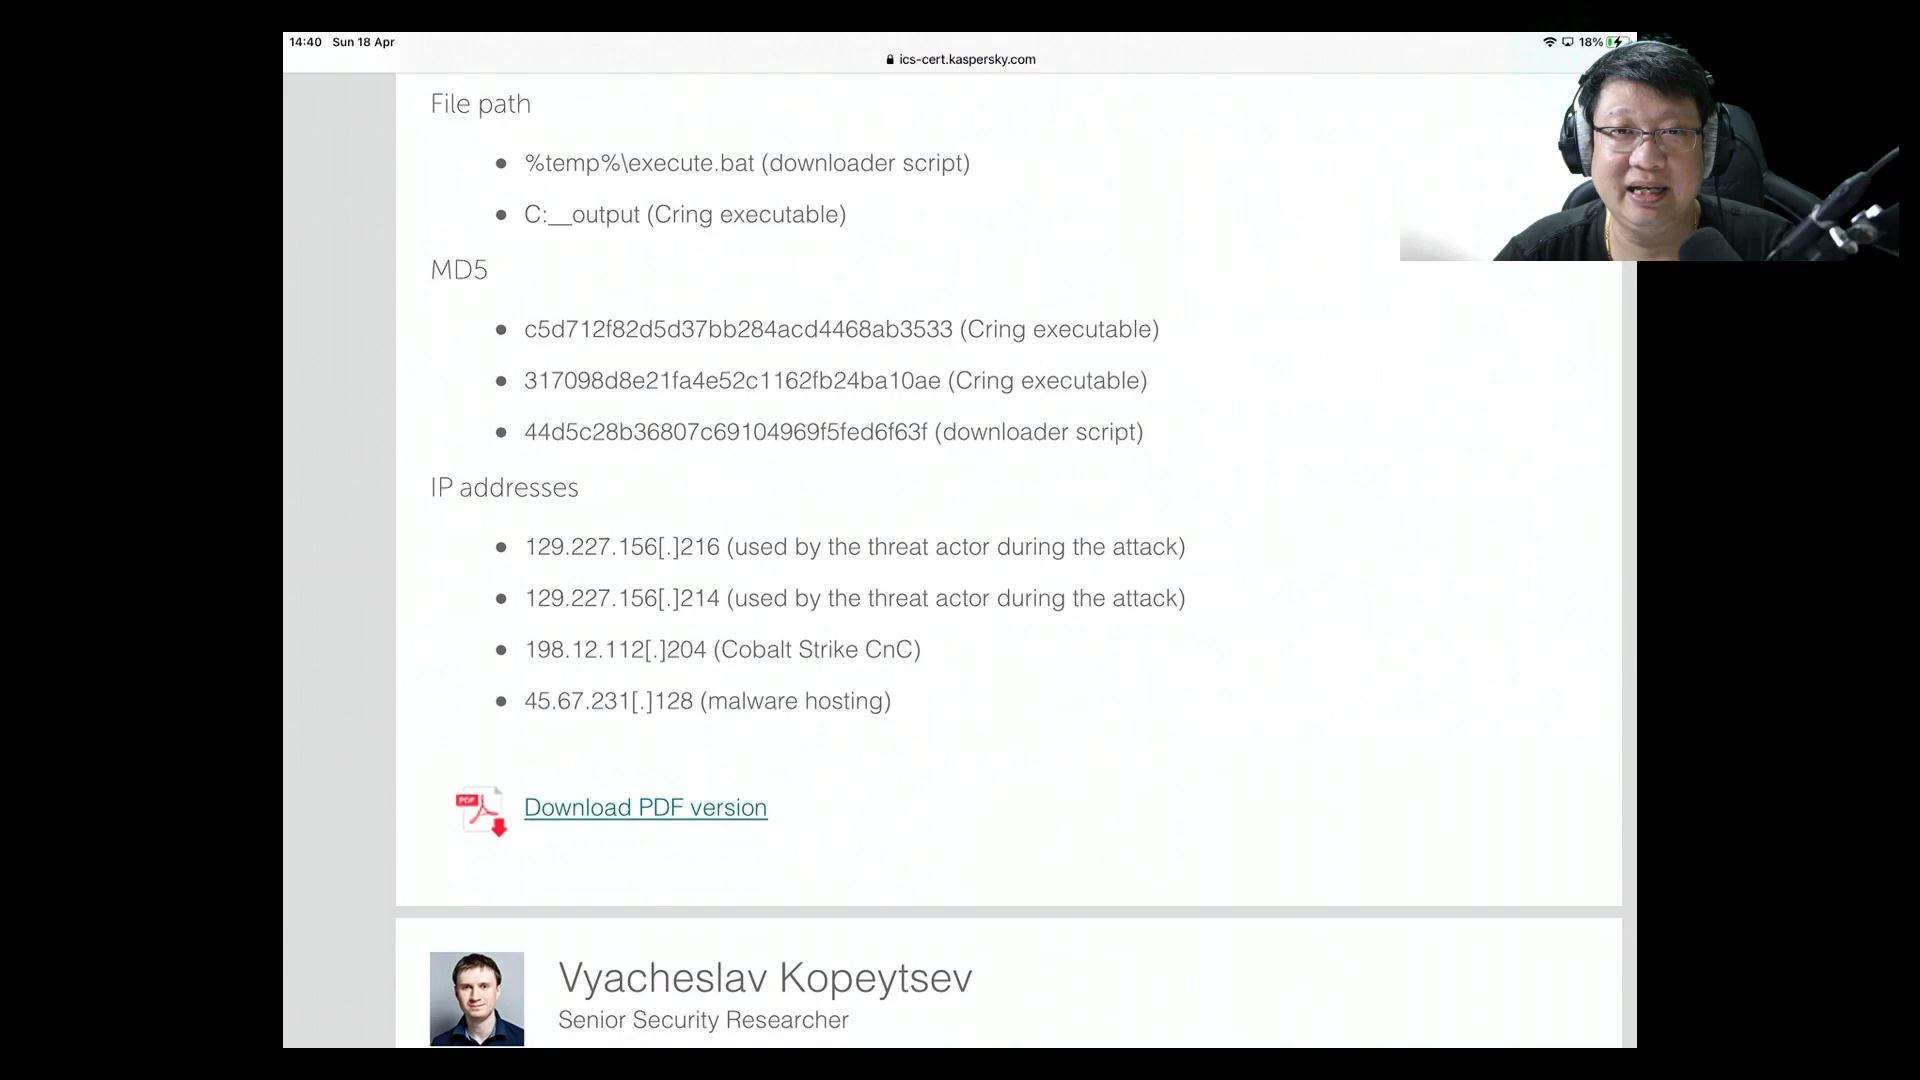 14:40 Sun 18 Apr
18%
ics-cert.kaspersky.com
File path
● %temp%\execute.bat (downloader script)
● C:__output (Cring executable)
MD5
● c5d712f82d5d37bb284acd4468ab3533 (Cring executable)
● 317098d8e21fa4e52c1162fb24ba10ae (Cring executable)
● 44d5c28b36807c69104969f5fed6f63f (downloader script)
IP addresses
● 129.227.156[.]216 (used by the threat actor during the attack)
● 129.227.156[.]214 (used by the threat actor during the attack)
● 198.12.112[.]204 (Cobalt Strike CnC)
● 45.67.231[.]128 (malware hosting)
PDF
Download PDF version
Vyacheslav Kopeytsev
Senior Security Researcher